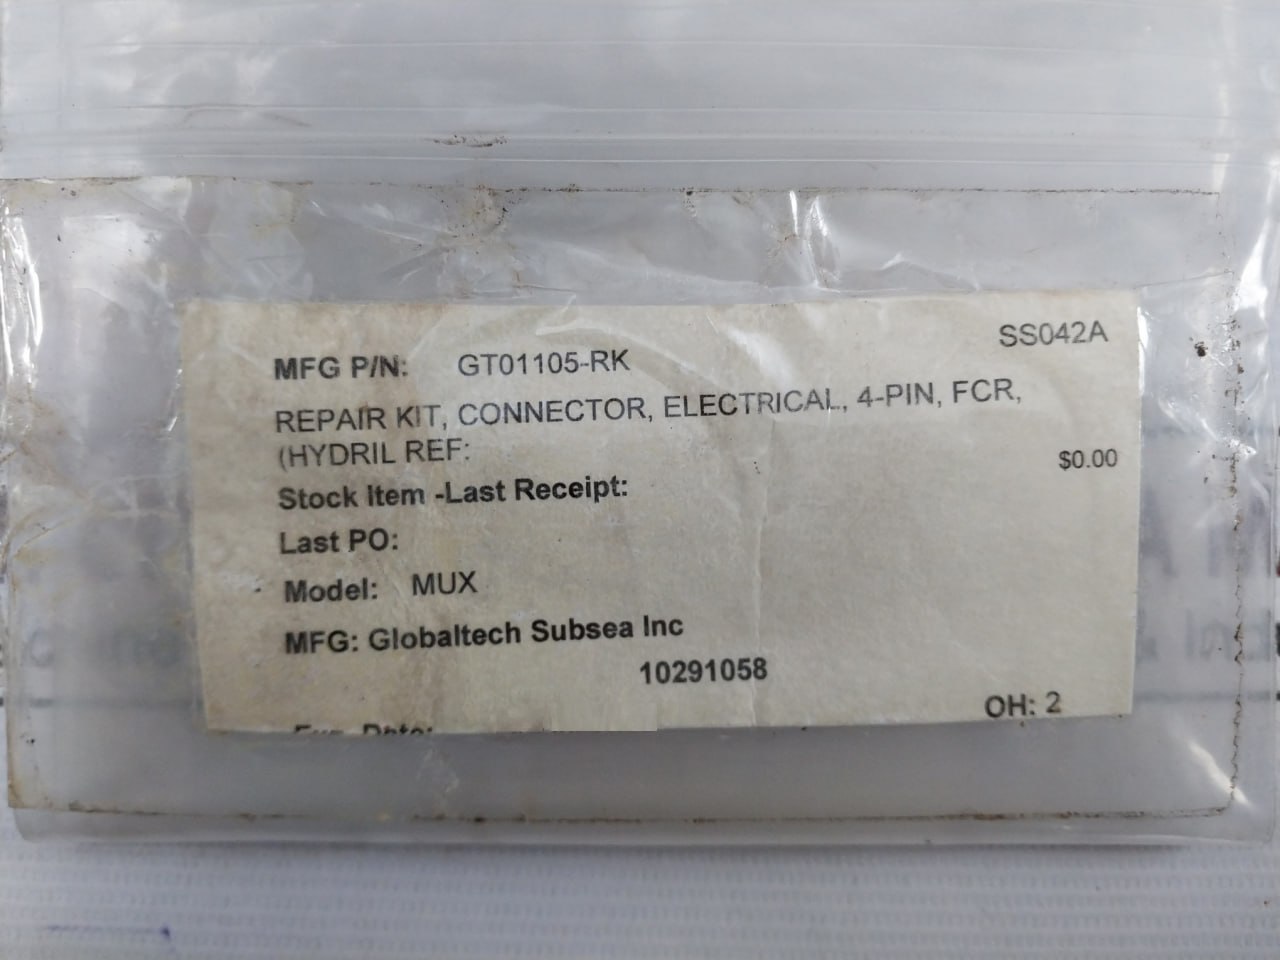 SS042A
MFG P/N: GT01105-RK
REPAIR KIT, CONNECTOR, ELECTRICAL, 4-PIN, FCR,
(HYDRIL REF:
$0.00
Stock Item -Last Receipt:
Last PO:
Model: MUX
MFG: Globaltech Subsea Inc
10291058
OH: 2